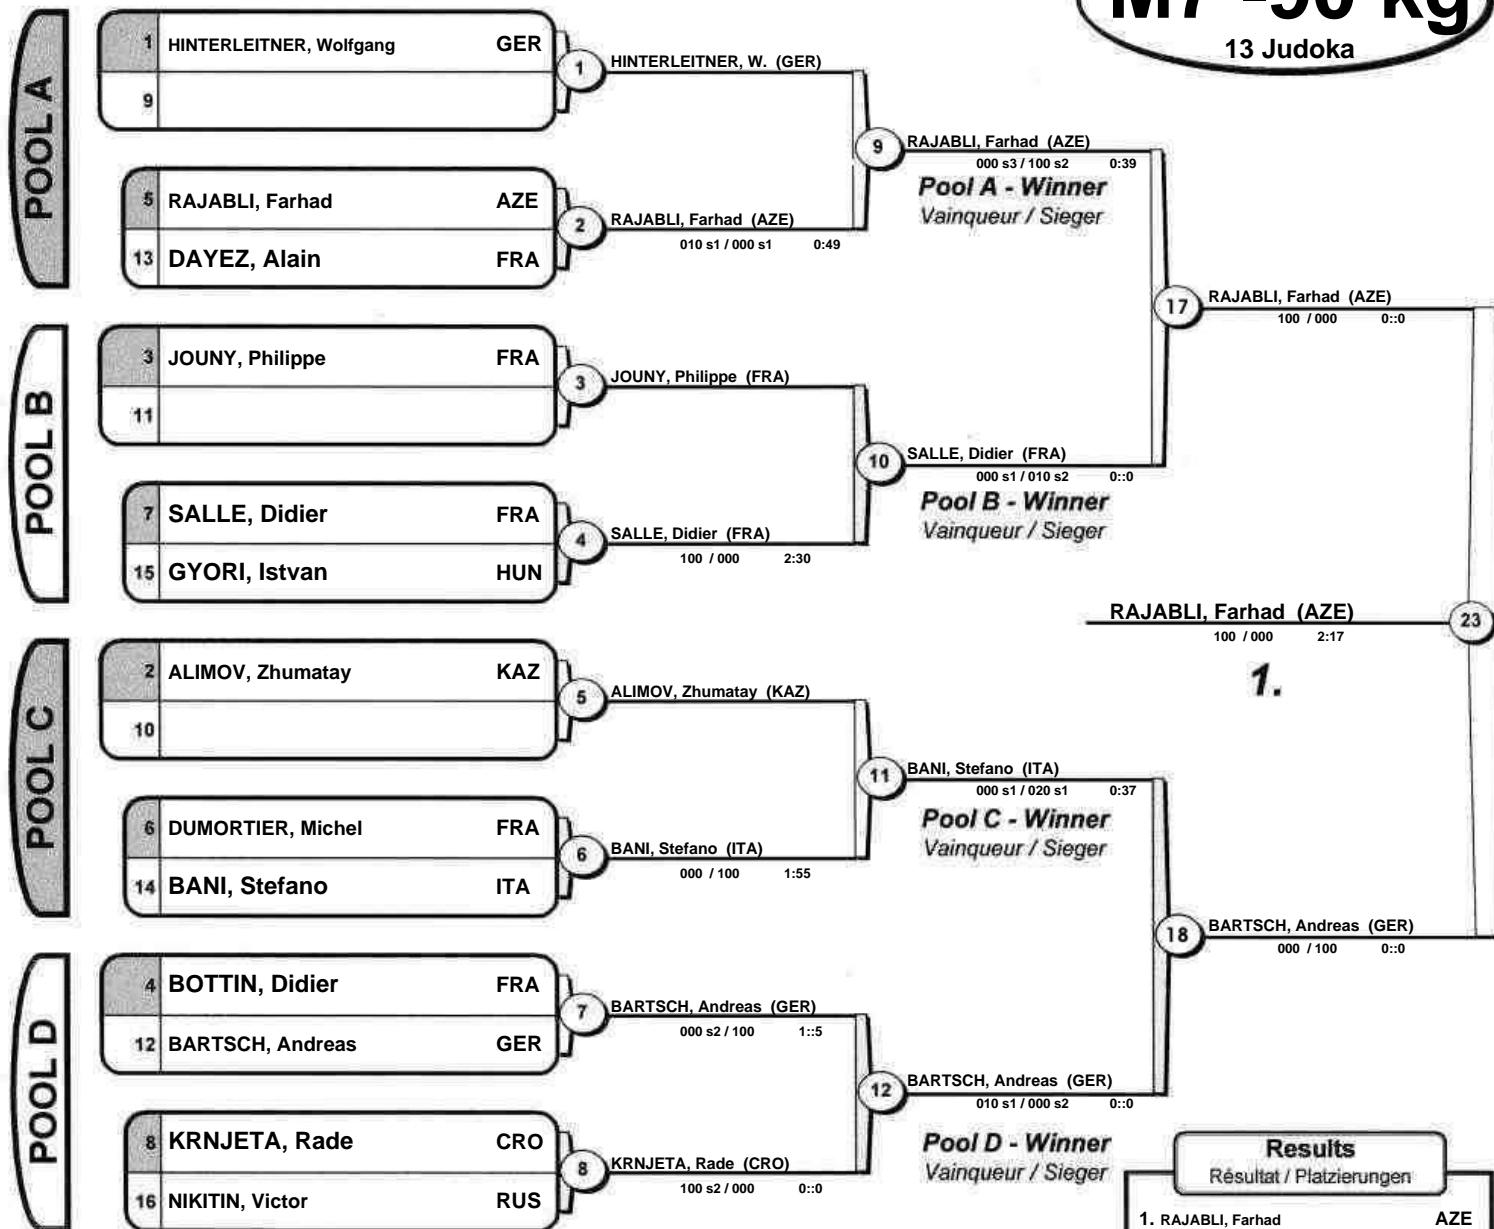 M7 -90 kg
13 Judoka
POOL A
1 HINTERLEITNER, Wolfgang GER
9
1 HINTERLEITNER, W. (GER)
5 RAJABLI, Farhad AZE
13 DAYEZ, Alain FRA
2 RAJABLI, Farhad (AZE)
010 s1 / 000 s1 0:49
9 RAJABLI, Farhad (AZE)
000 s3 / 100 s2 0:39
Pool A - Winner
Vainqueur / Sieger
POOL B
3 JOUNY, Philippe FRA
11
3 JOUNY, Philippe (FRA)
7 SALLE, Didier FRA
15 GYORI, Istvan HUN
4 SALLE, Didier (FRA)
100 / 000 2:30
10 SALLE, Didier (FRA)
000 s1 / 010 s2 0::0
Pool B - Winner
Vainqueur / Sieger
17 RAJABLI, Farhad (AZE)
100 / 000 0::0
POOL C
2 ALIMOV, Zhumatay KAZ
10
5 ALIMOV, Zhumatay (KAZ)
6 DUMORTIER, Michel FRA
14 BANI, Stefano ITA
6 BANI, Stefano (ITA)
000 / 100 1:55
11 BANI, Stefano (ITA)
000 s1 / 020 s1 0:37
Pool C - Winner
Vainqueur / Sieger
POOL D
4 BOTTIN, Didier FRA
12 BARTSCH, Andreas GER
7 BARTSCH, Andreas (GER)
000 s2 / 100 1::5
8 KRNJETA, Rade CRO
16 NIKITIN, Victor RUS
8 KRNJETA, Rade (CRO)
100 s2 / 000 0::0
12 BARTSCH, Andreas (GER)
010 s1 / 000 s2 0::0
Pool D - Winner
Vainqueur / Sieger
18 BARTSCH, Andreas (GER)
000 / 100 0::0
RAJABLI, Farhad (AZE) 23
100 / 000 2:17
1.
Results
Résultat / Platzierungen
1. RAJABLI, Farhad AZE